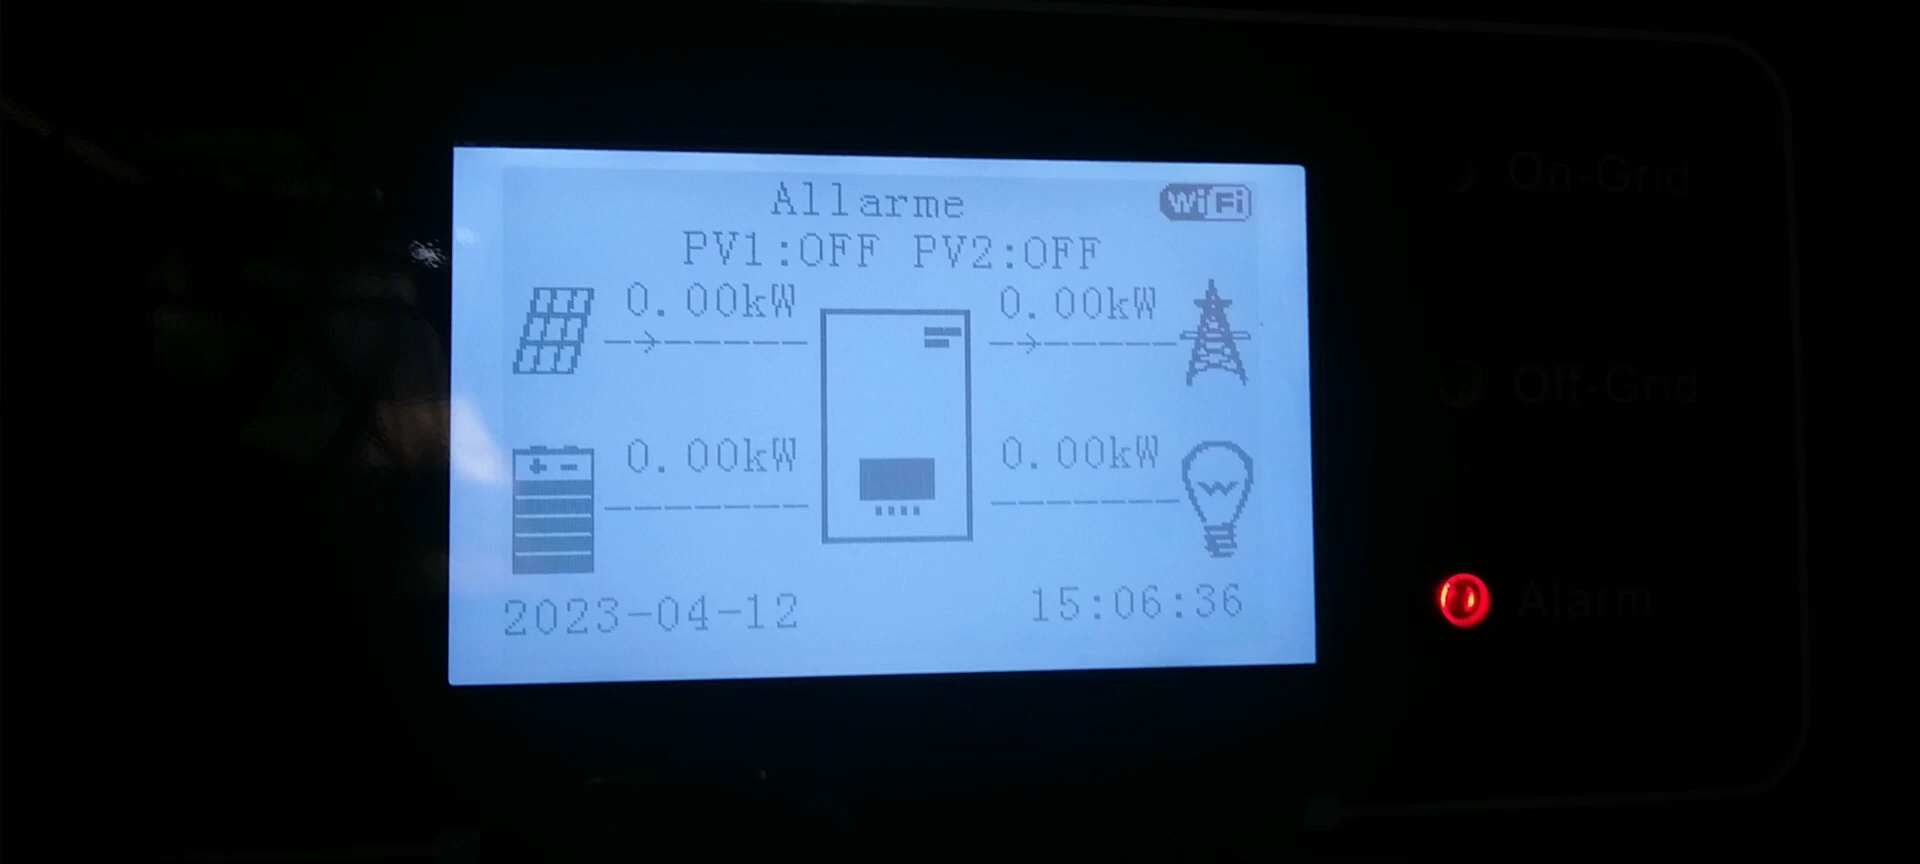 Allarme
WiFi
PV1:OFF PV2:OFF
0.00kW
0.00kW
0.00kW
0.00kW
2023-04-12
15:06:36
On-Grid
Off-Grid
Alarm